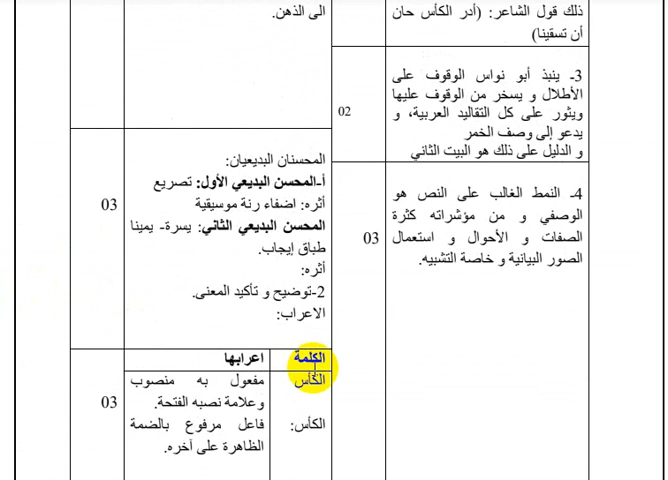 ذلك قول الشاعر: (أدر الكأس حان
أن تسقينا)
3ـ ينبذ أبو نواس الوقوف على
الأطلال و يسخر من الوقوف عليها
ويثور على كل التقاليد العربية، و
يدعو إلى وصف الخمر
و الدليل على ذلك هو البيت الثاني
02
4ـ النمط الغالب على النص هو
الوصفي و من مؤشراته كثرة
الصفات و الأحوال و استعمال
الصور البيانية و خاصة التشبيه.
03
الى الذهن.
المحسنان البديعيان:
أ-المحسن البديعي الأول: تصريع
أثره: اضفاء رنة موسيقية
المحسن البديعي الثاني: يسرة- يمينا
طباق إيجاب.
أثره:
2-توضيح و تأكيد المعنى.
الاعراب:
03
الكلمة اعرابها
الكأس مفعول به منصوب
وعلامة نصبه الفتحة.
الكأس: فاعل مرفوع بالضمة
الظاهرة على آخره.
03